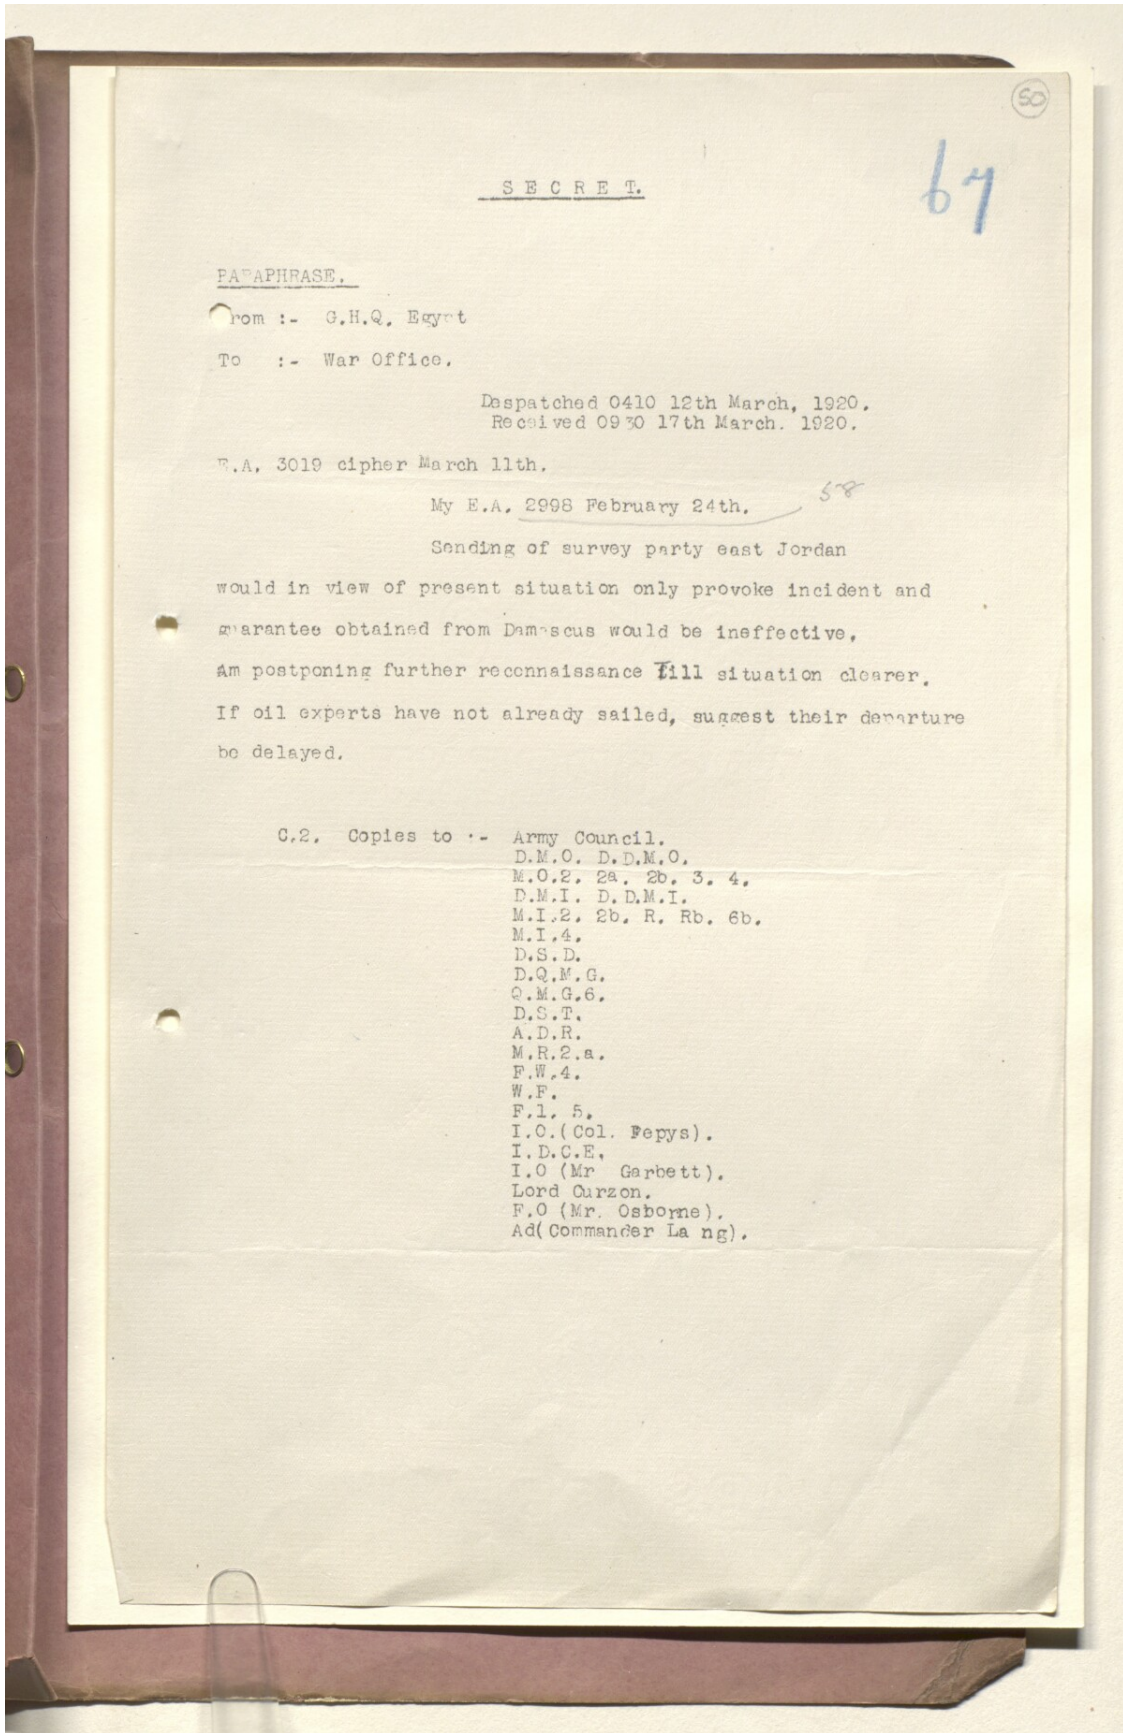 50
67
S E C R E T.
PARAPHRASE.
From :- G.H.Q. Egypt
To :- War Office.
Despatched 0410 12th March, 1920.
Received 0930 17th March. 1920.
E.A. 3019 cipher March 11th.
58
My E.A. 2998 February 24th.
Sending of survey party east Jordan
would in view of present situation only provoke incident and
guarantee obtained from Damascus would be ineffective.
Am postponing further reconnaissance Till situation clearer.
If oil experts have not already sailed, suggest their departure
be delayed.
C.2. Copies to :- Army Council.
D.M.O. D.D.M.O.
M.O.2. 2a. 2b. 3. 4.
D.M.I. D.D.M.I.
M.I.2. 2b. R. Rb. 6b.
M.I.4.
D.S.D.
D.Q.M.G.
Q.M.G.6.
D.S.T.
A.D.R.
M.R.2.a.
F.W.4.
W.F.
F.1. 5.
I.O.(Col. Pepys).
I.D.C.E.
I.O (Mr Garbett).
Lord Curzon.
F.O (Mr. Osborne).
Ad(Commander La ng).